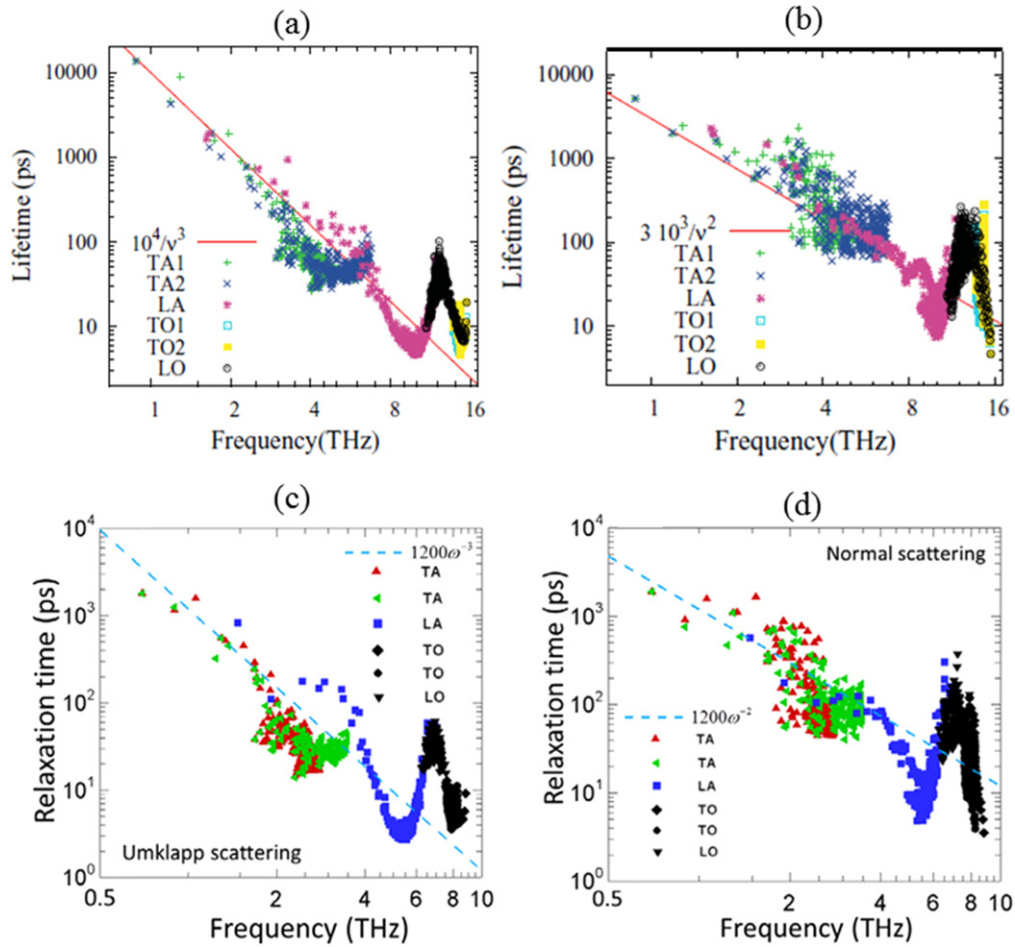 (a)
10000
1000
100
10
Lifetime (ps)
10⁴/ν³
TA1
TA2
LA
TO1
TO2
LO
1 2 4 8 16
Frequency(THz)
(b)
10000
1000
100
10
Lifetime (ps)
3 10³/ν²
TA1
TA2
LA
TO1
TO2
LO
1 2 4 8 16
Frequency(THz)
(c)
10⁴
10³
10²
10¹
10⁰
Relaxation time (ps)
1200ω⁻³
TA
TA
LA
TO
TO
LO
Umklapp scattering
0.5 2 4 6 8 10
Frequency (THz)
(d)
10⁴
10³
10²
10¹
10⁰
Relaxation time (ps)
Normal scattering
1200ω⁻²
TA
TA
LA
TO
TO
LO
0.5 2 4 6 8 10
Frequency (THz)